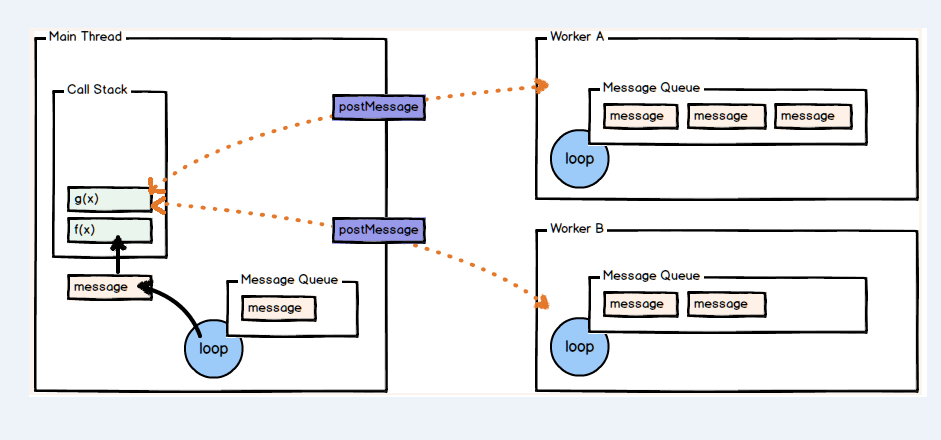 Main Thread
Call Stack
g(x)
f(x)
message
loop
Message Queue
message
postMessage
postMessage
Worker A
Message Queue
message message message
loop
Worker B
Message Queue
message message
loop